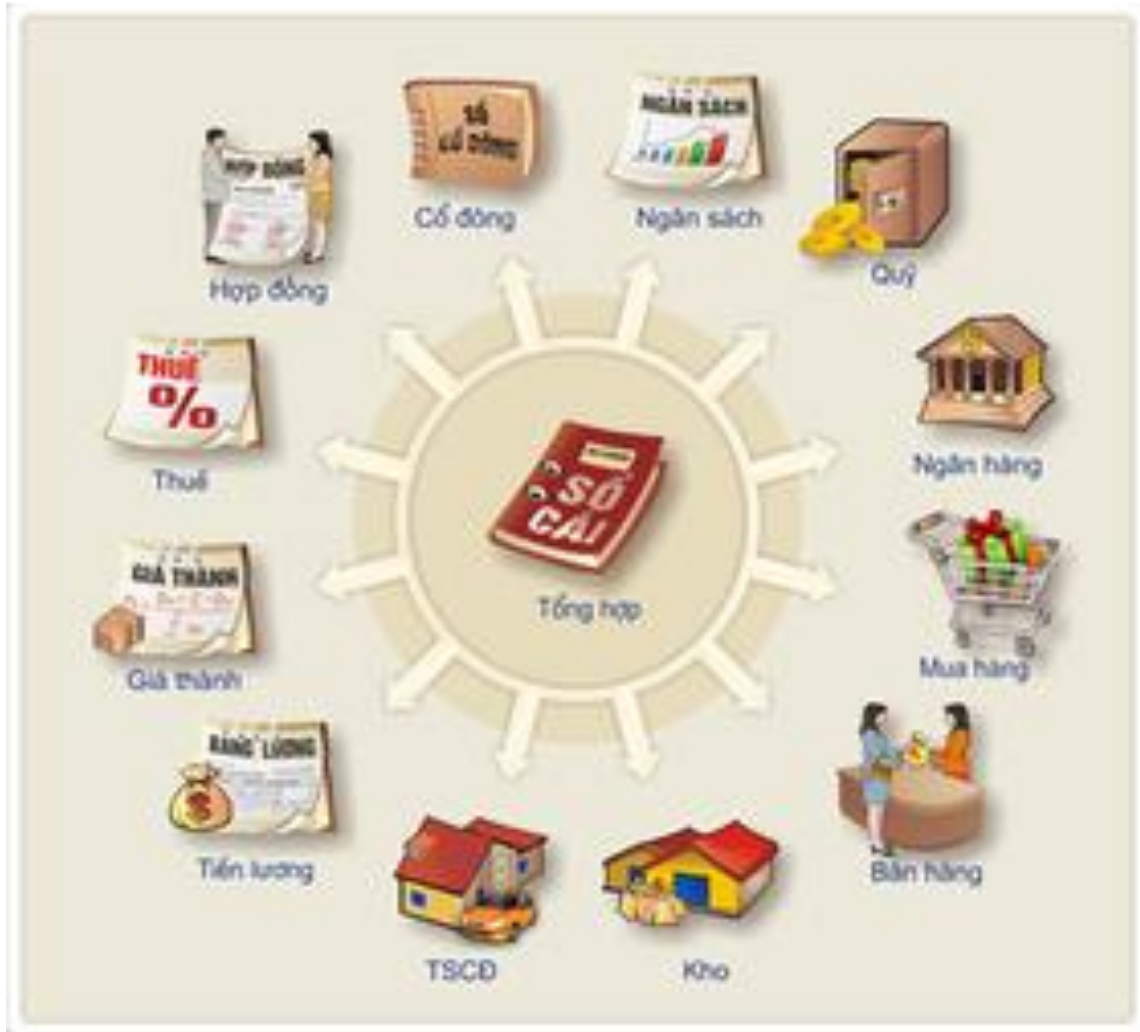 SỔ
CỔ ĐÔNG
Cổ đông
NGÂN SÁCH
Ngân sách
Quỹ
HỢP ĐỒNG
Hợp đồng
THUẾ
%
Thuế
Ngân hàng
SỔ
CÁI
Tổng hợp
GIÁ THÀNH
Giá thành
Mua hàng
BẢNG LƯƠNG
$
Tiền lương
Bán hàng
TSCĐ
Kho